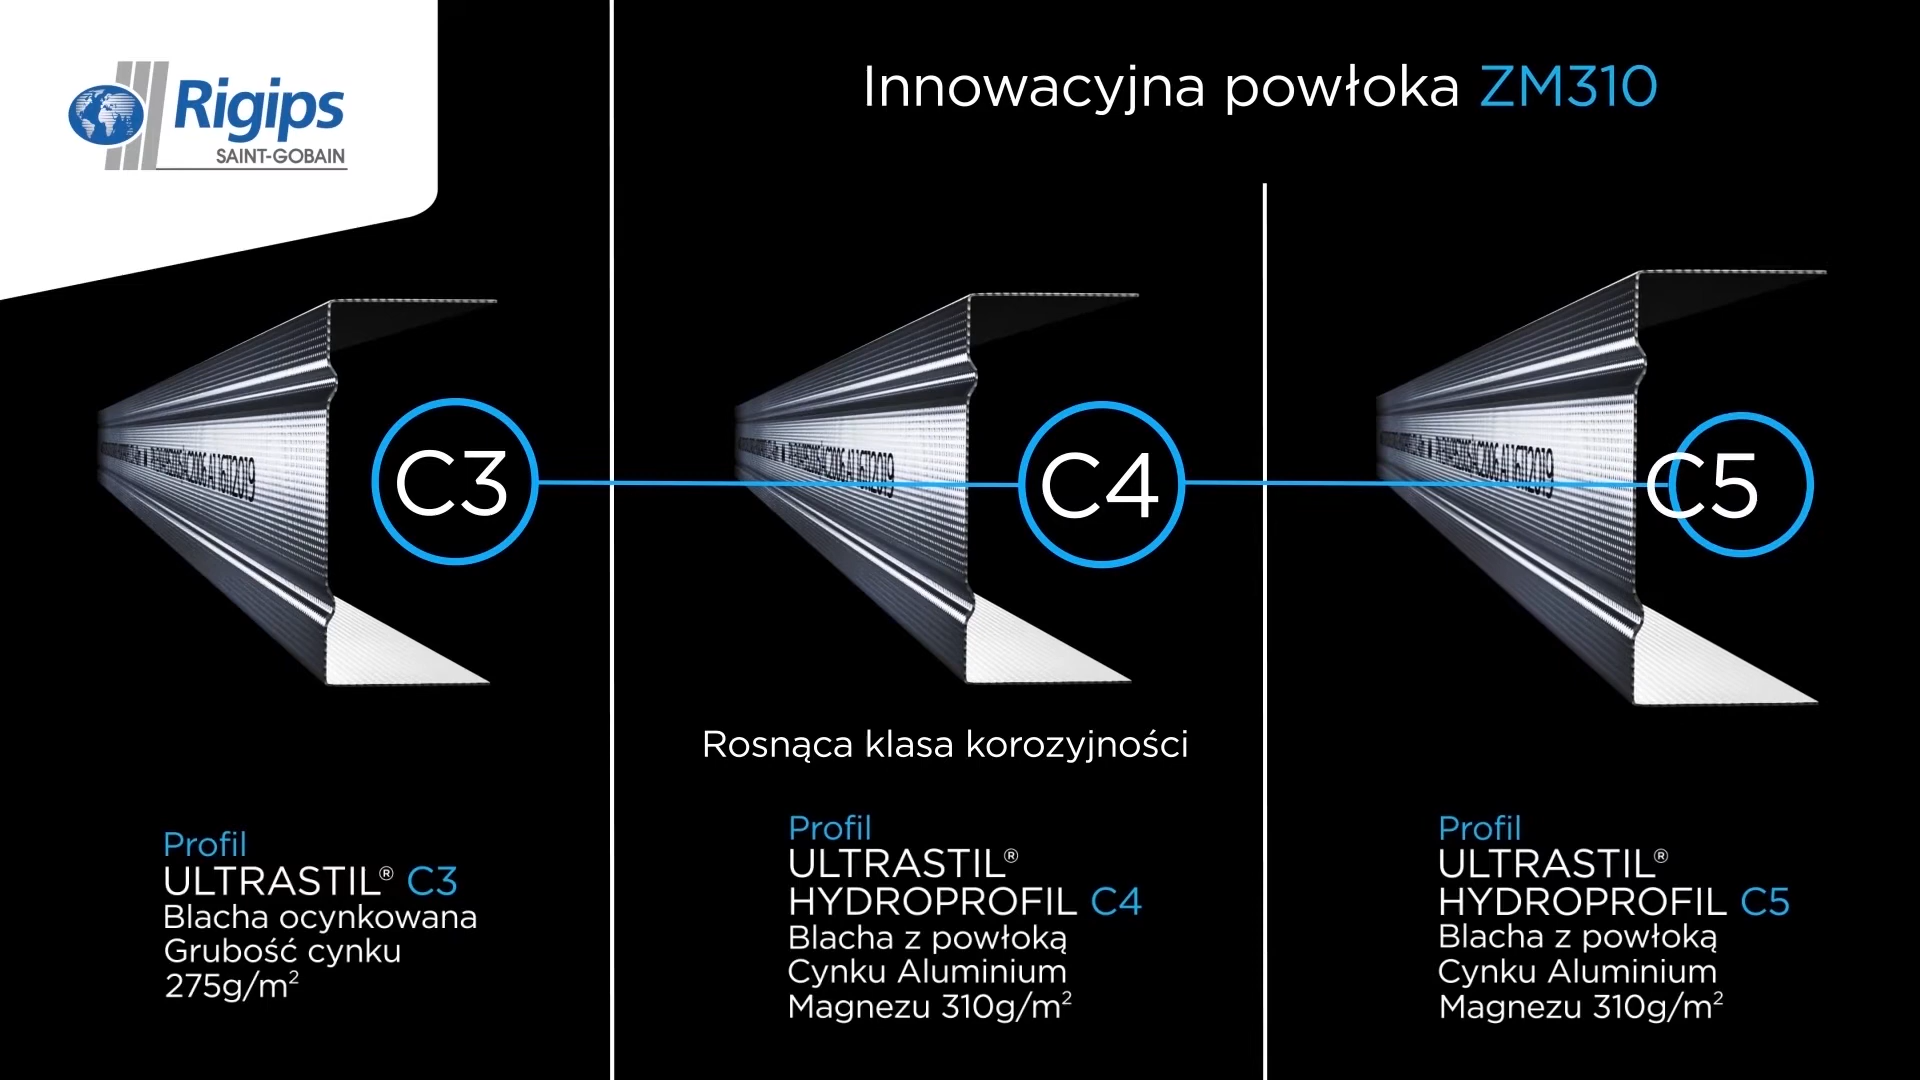 Rigips
SAINT-GOBAIN
Innowacyjna powłoka ZM310
C3
C4
C5
Rosnąca klasa korozyjności
Profil
ULTRASTIL® C3
Blacha ocynkowana
Grubość cynku
275g/m²
Profil
ULTRASTIL®
HYDROPROFIL C4
Blacha z powłoką
Cynku Aluminium
Magnezu 310g/m²
Profil
ULTRASTIL®
HYDROPROFIL C5
Blacha z powłoką
Cynku Aluminium
Magnezu 310g/m²